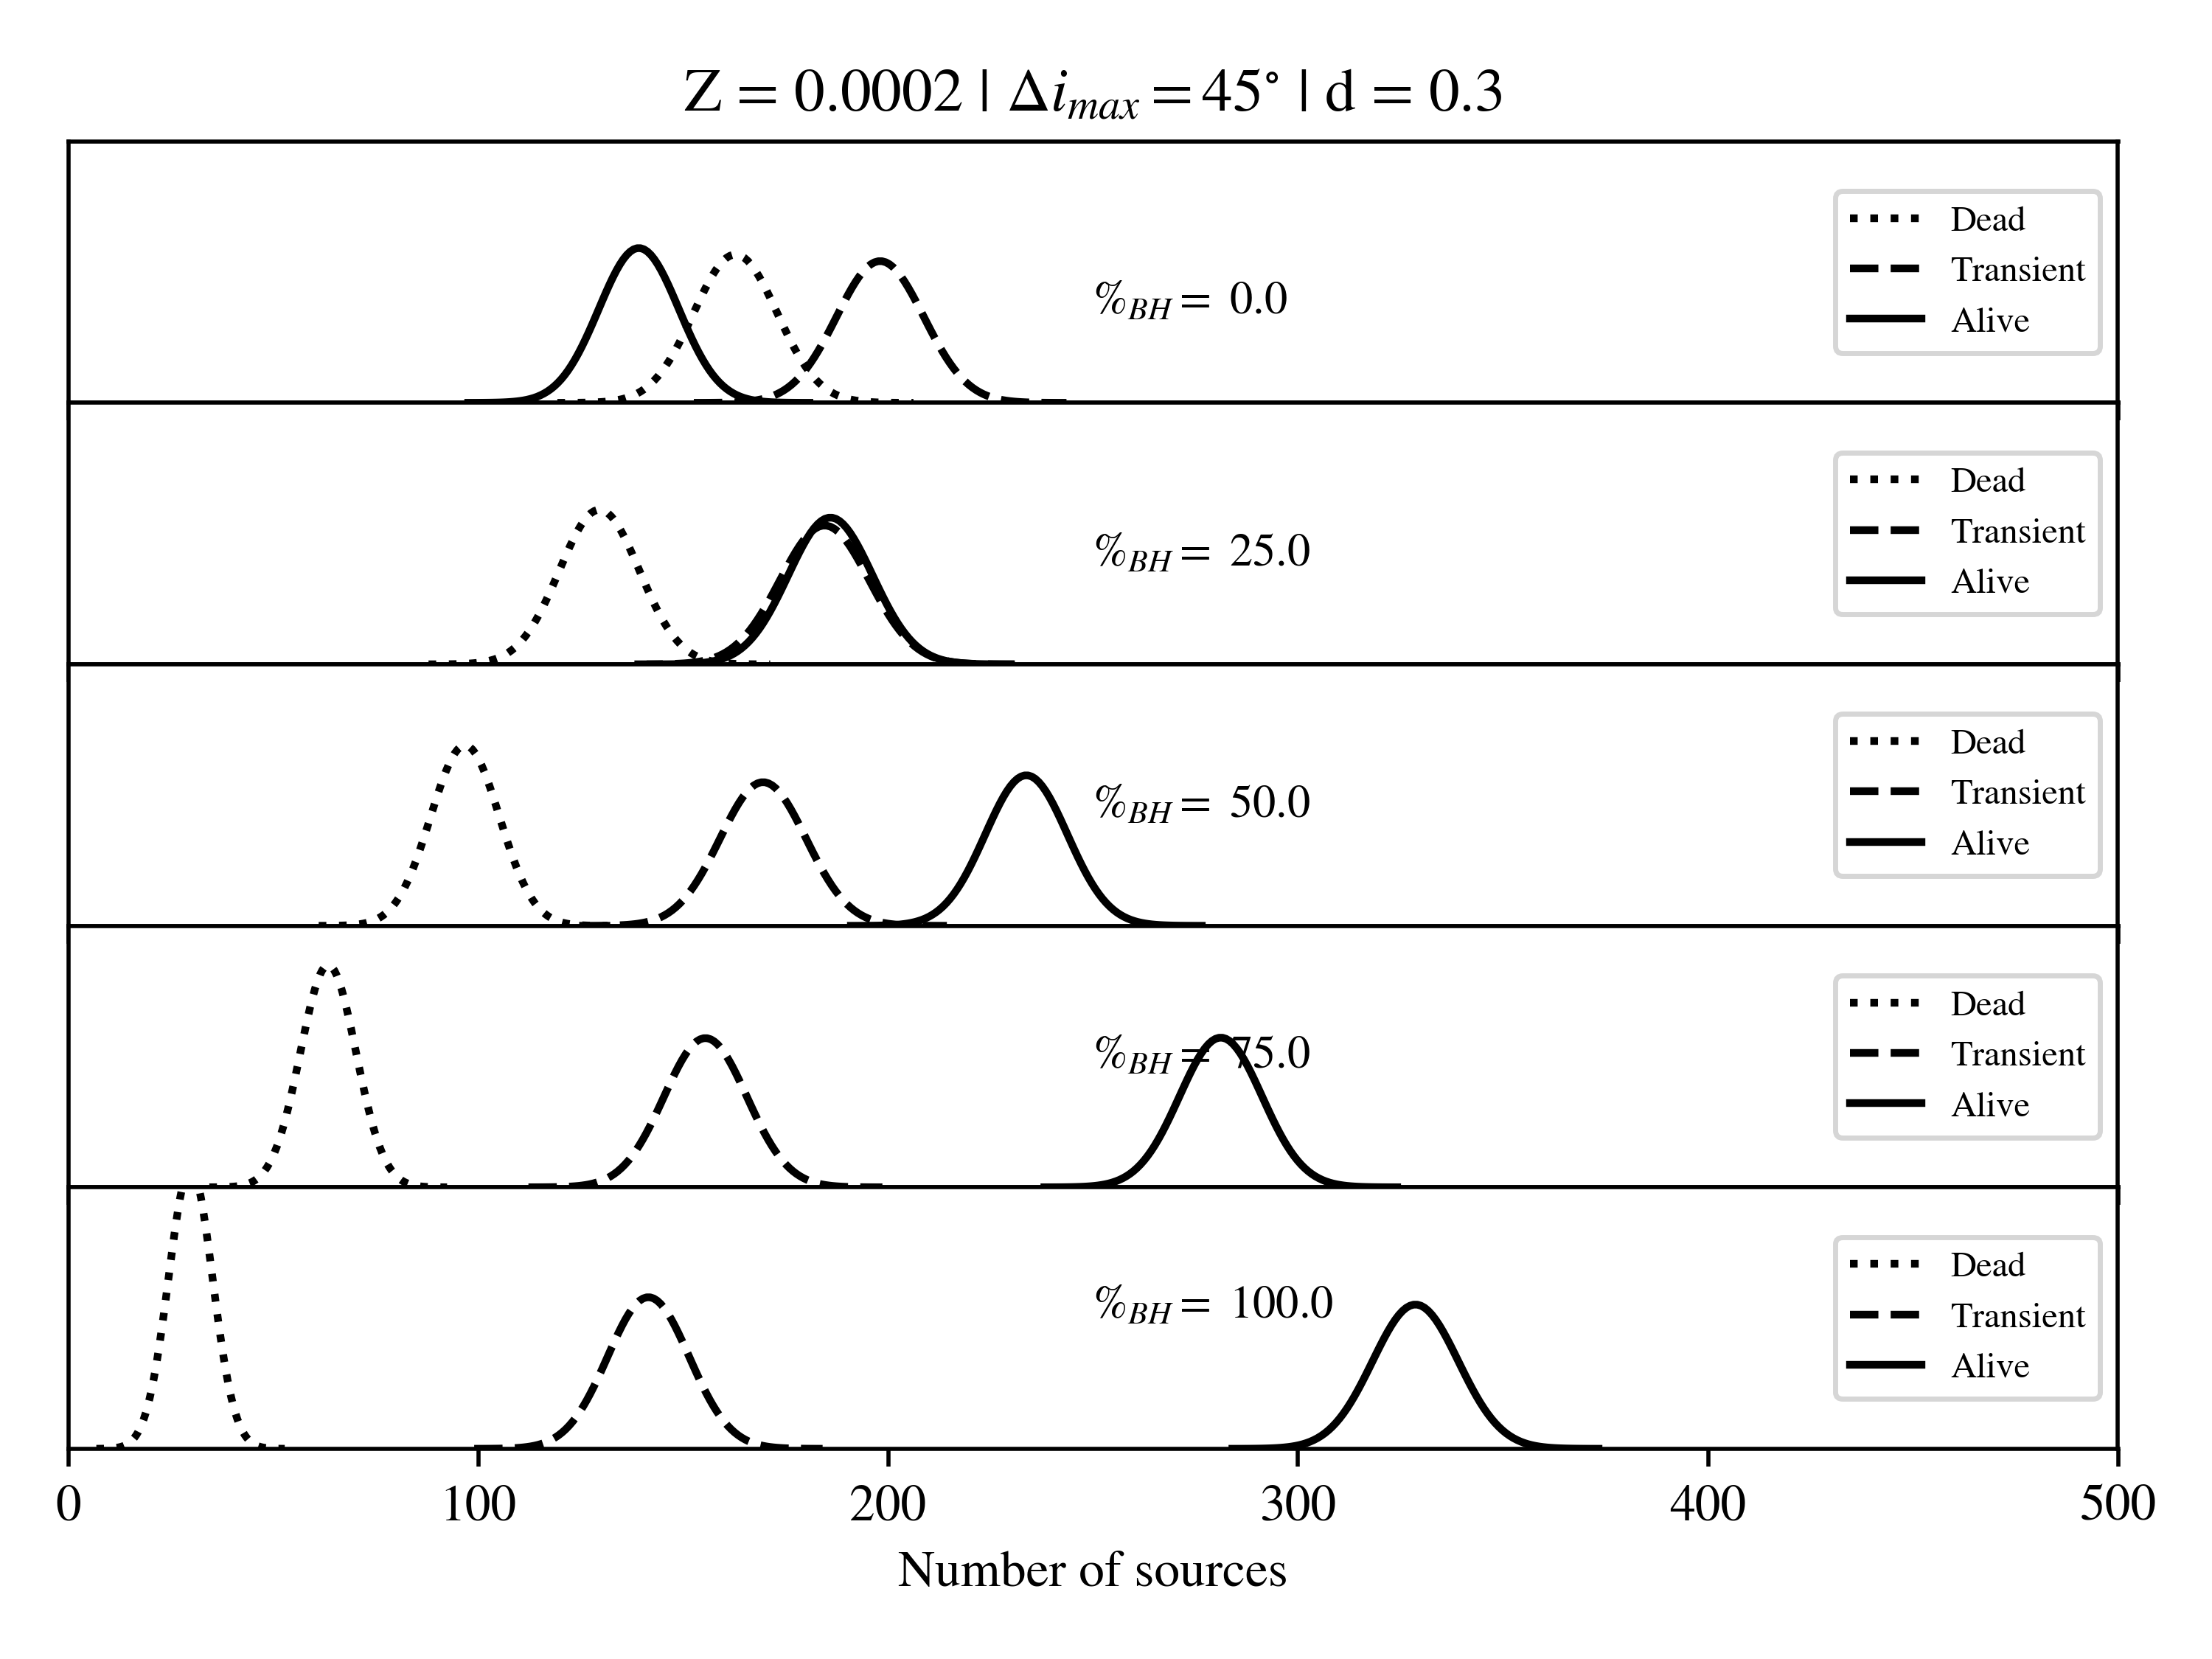 Z = 0.0002 | Δi_max = 45° | d = 0.3
Dead
Transient
Alive
%_BH = 0.0
Dead
Transient
Alive
%_BH = 25.0
Dead
Transient
Alive
%_BH = 50.0
Dead
Transient
Alive
%_BH = 75.0
Dead
Transient
Alive
%_BH = 100.0
0 100 200 300 400 500
Number of sources